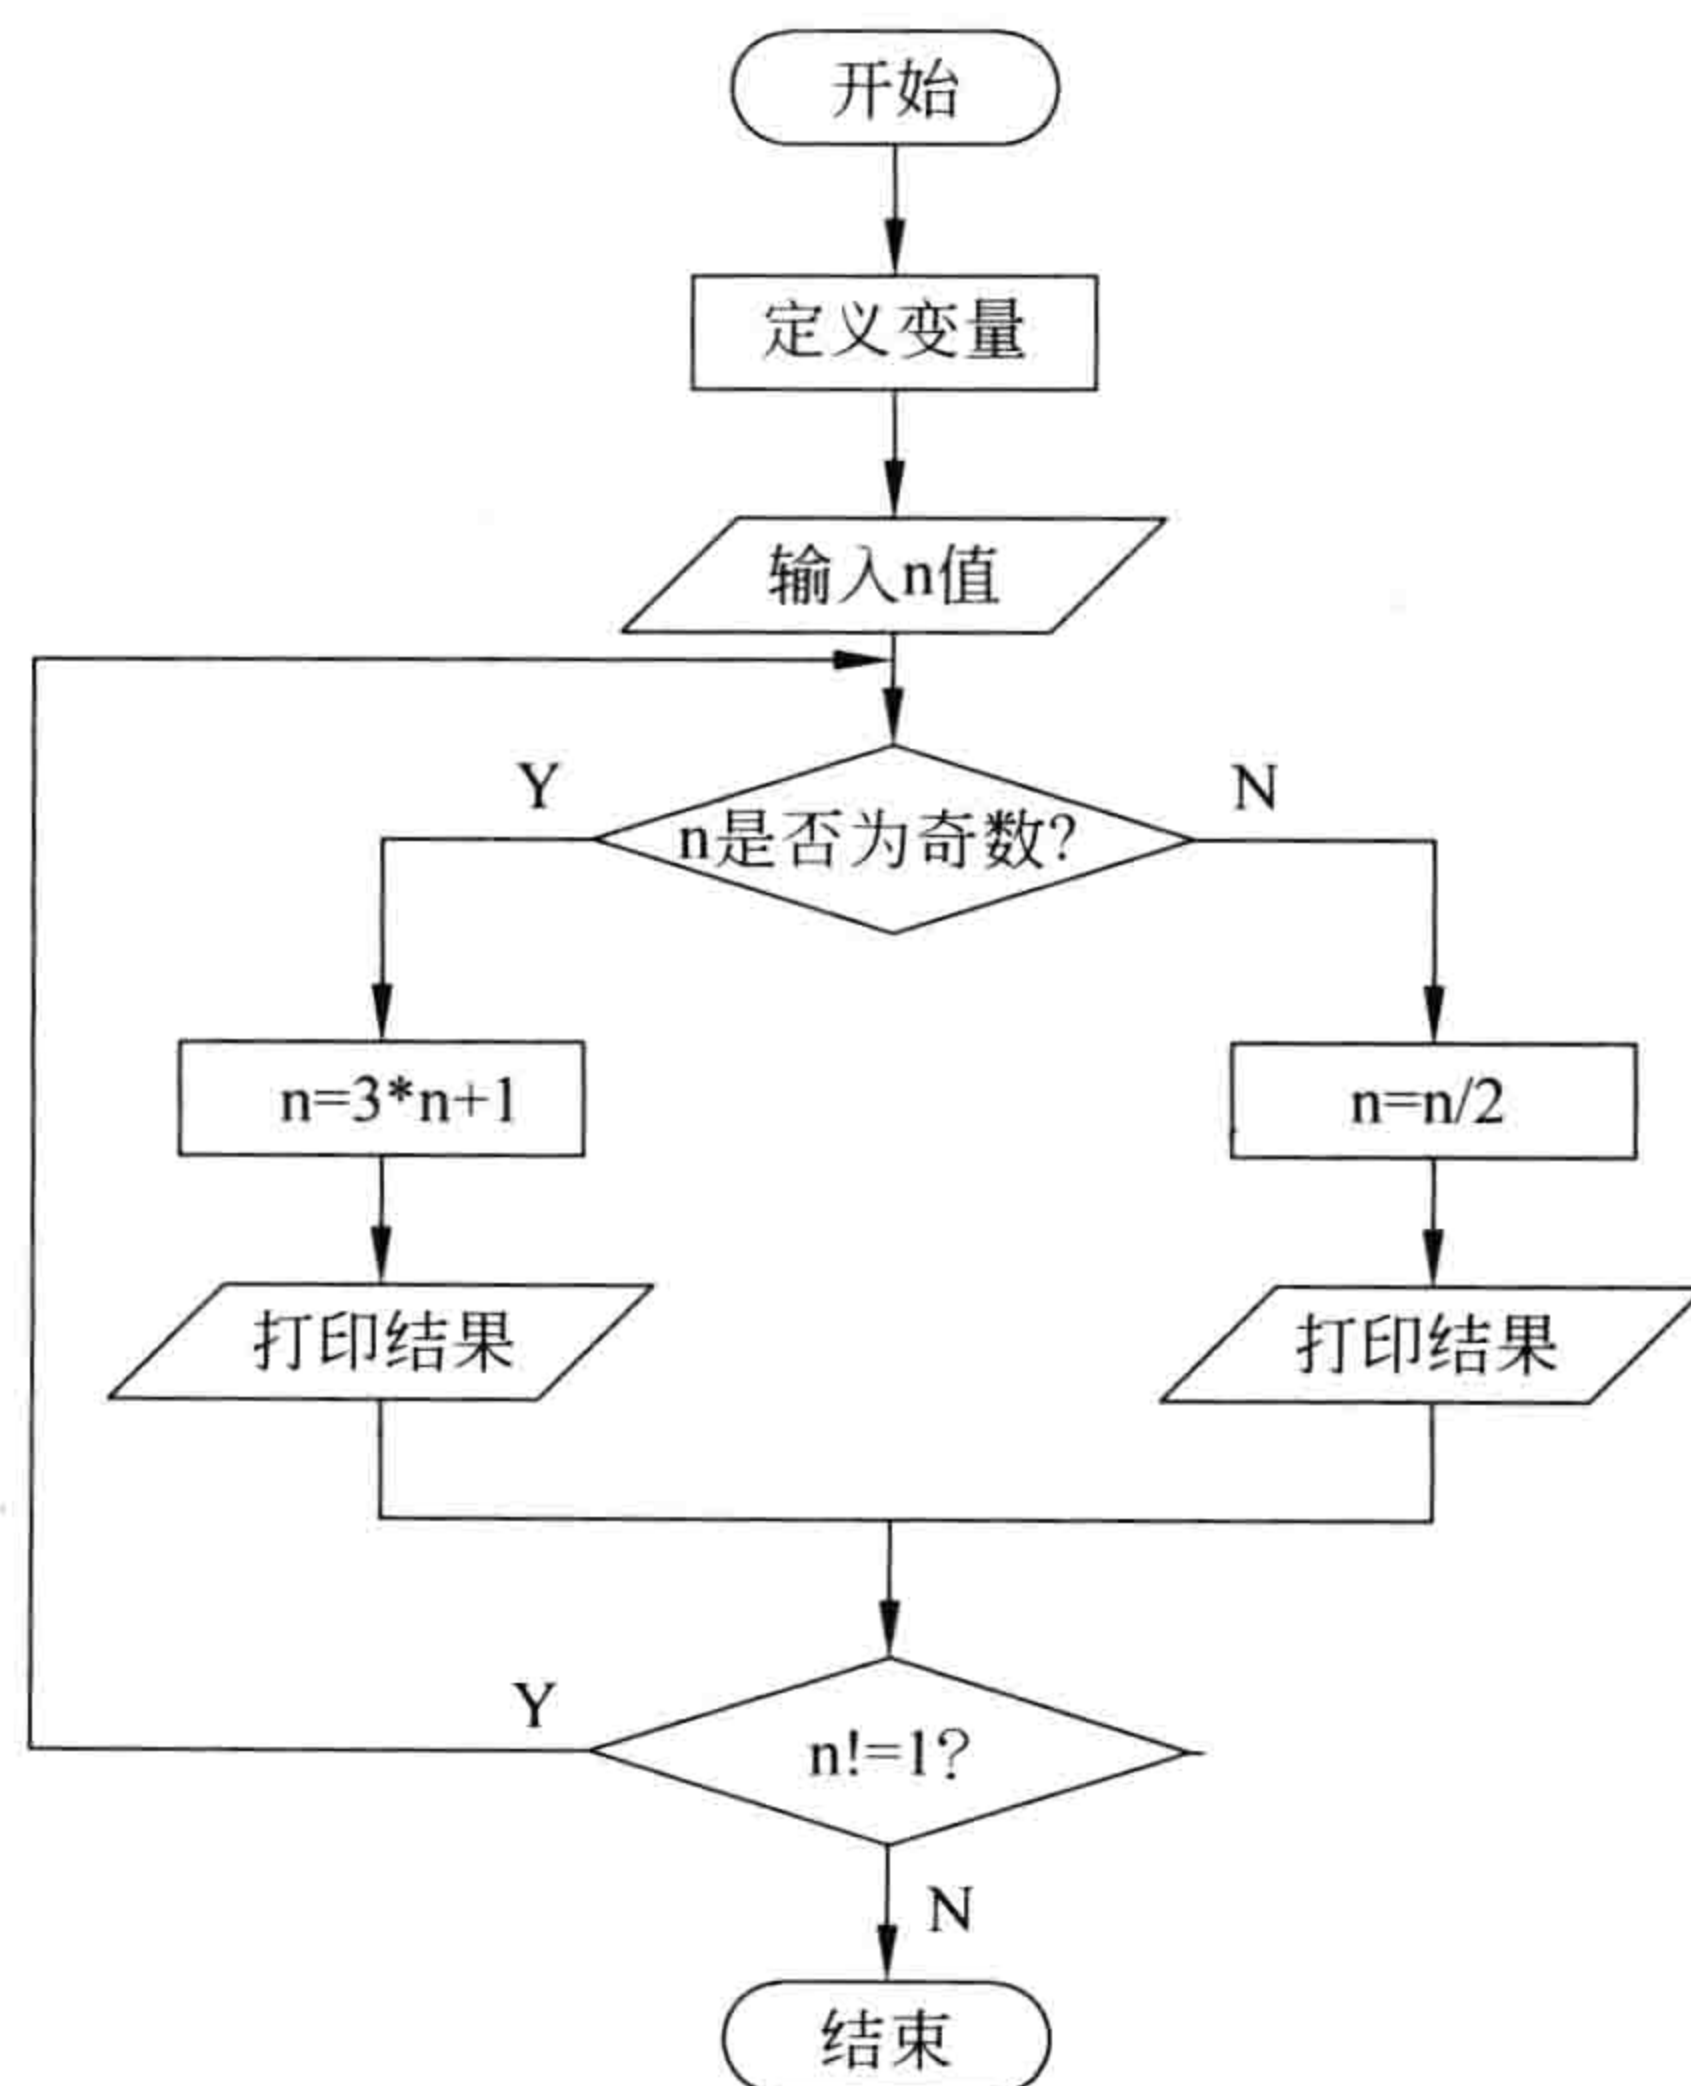 开始
定义变量
输入n值
Y
N
n是否为奇数?
n=3*n+1
n=n/2
打印结果
打印结果
Y
n!=1?
N
结束